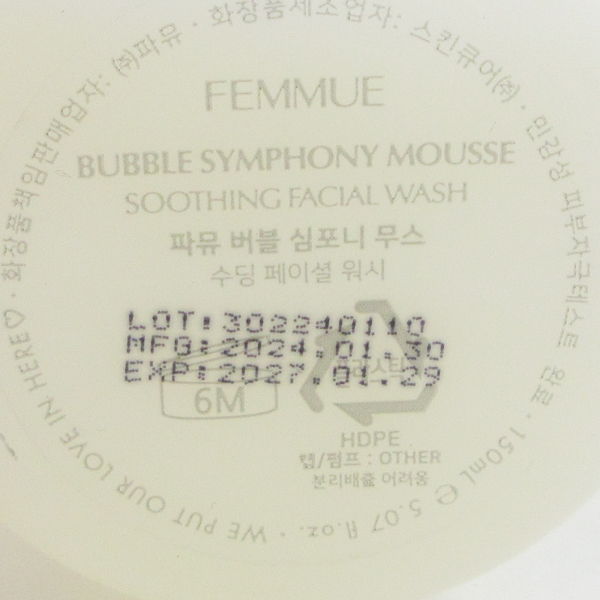 화장품책임판매업자: ㈜파뮤 · 화장품제조업자: 스킨큐어㈜ · 민감성 피부자극테스트 완료 · 150mL ℮ 5.07 fl.oz. · WE PUT OUR LOVE IN HERE♡ ·
FEMMUE
BUBBLE SYMPHONY MOUSSE
SOOTHING FACIAL WASH
파뮤 버블 심포니 무스
수딩 페이셜 워시
LOT:302240110
MFG:2024.01.30
EXP:2027.01.29
6M
플라스틱
HDPE
캡/펌프 : OTHER
분리배출 어려움